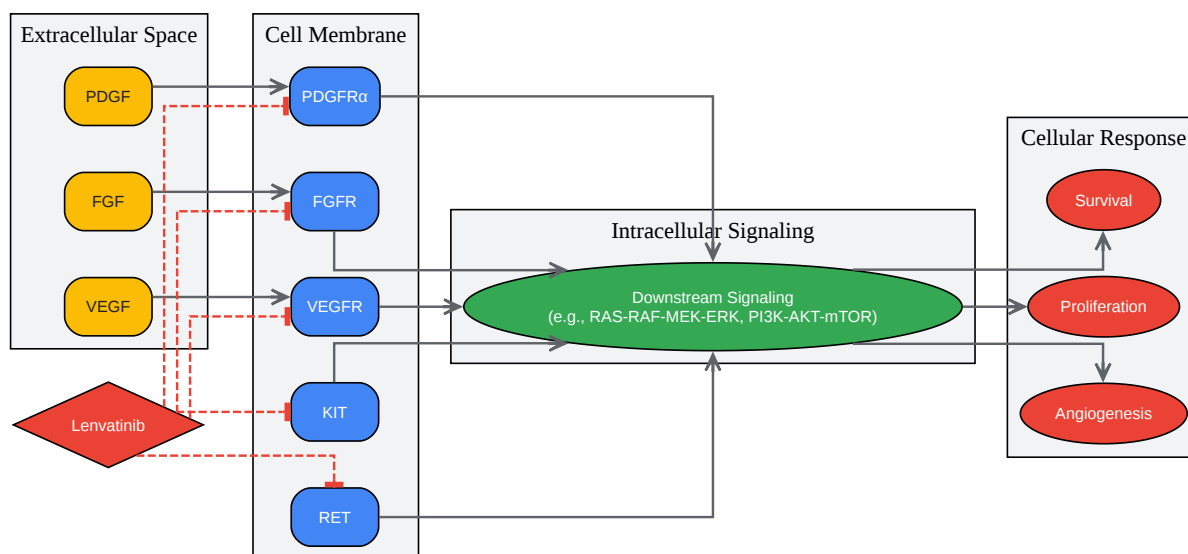 Extracellular Space
Cell Membrane
PDGF
PDGFRα
Cellular Response
FGF
FGFR
Survival
Intracellular Signaling
VEGF
VEGFR
Downstream Signaling
(e.g., RAS-RAF-MEK-ERK, PI3K-AKT-mTOR)
Proliferation
Lenvatinib
KIT
Angiogenesis
RET